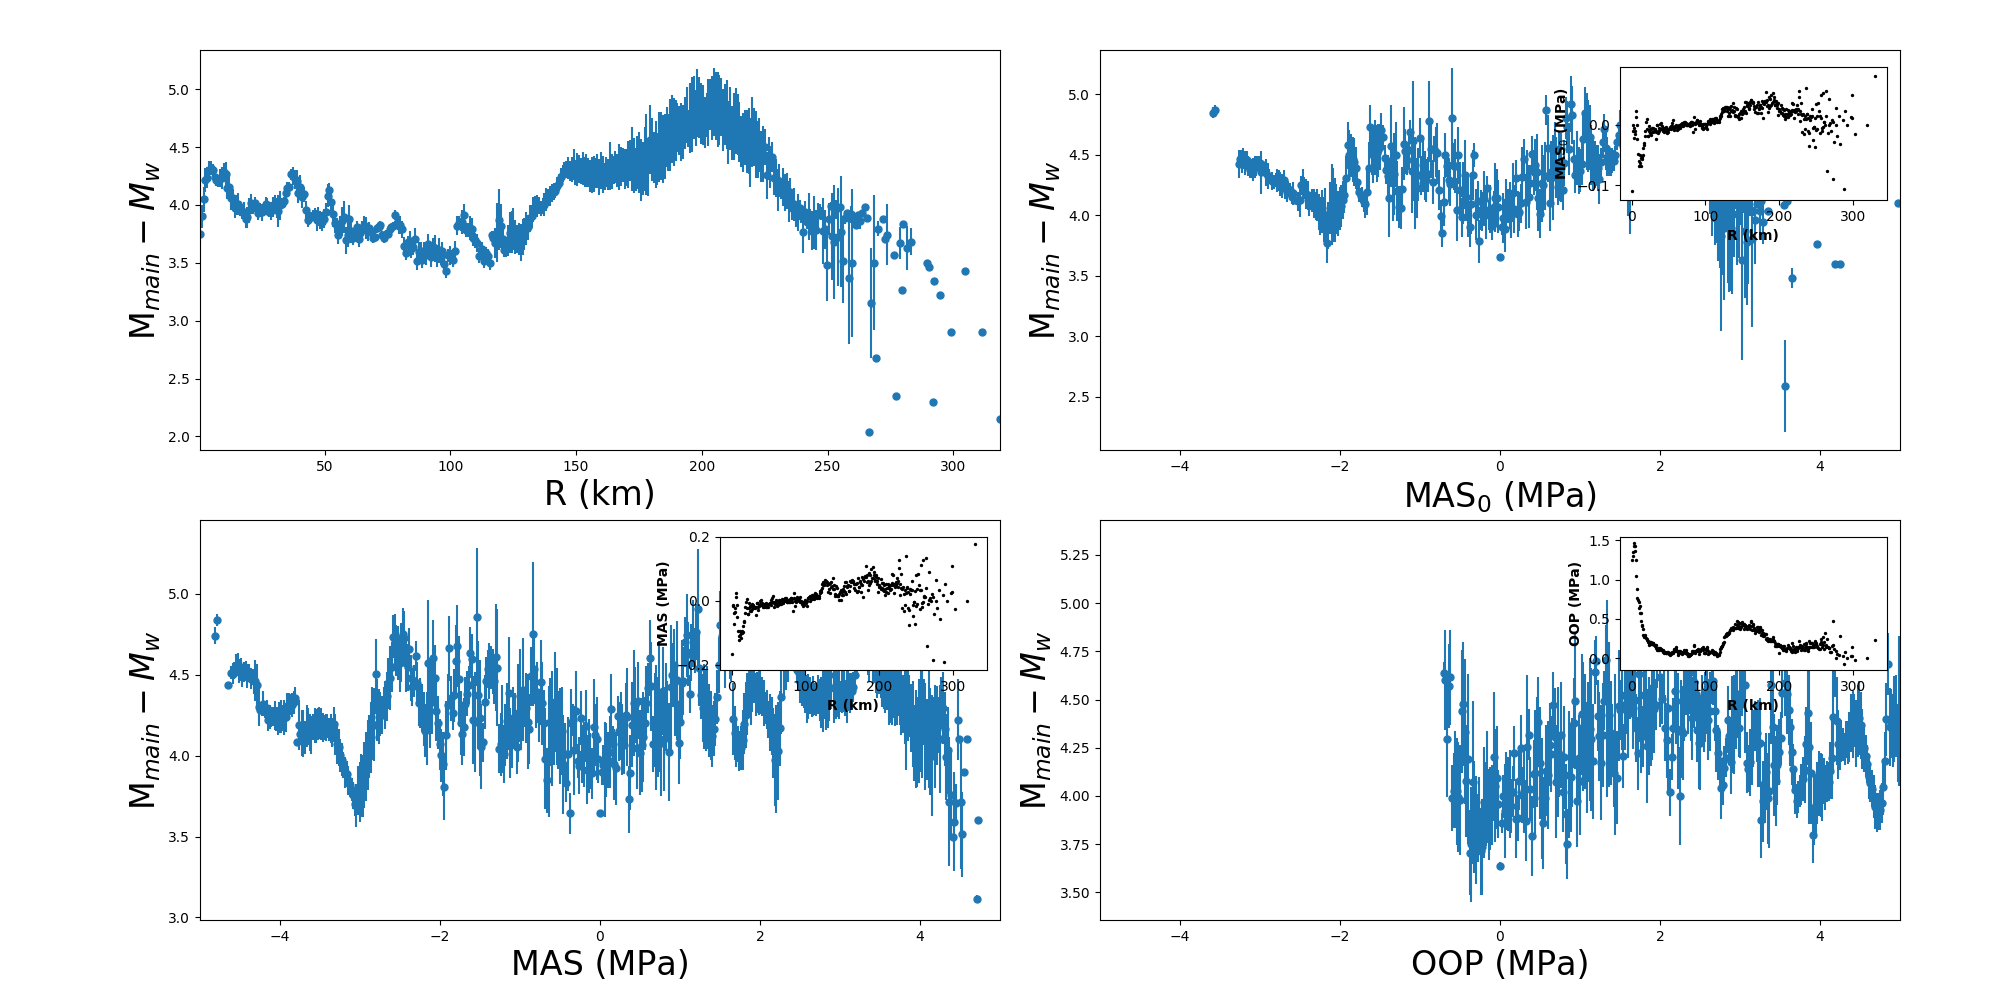 M_main − M_w
5.0
4.5
4.0
3.5
3.0
2.5
2.0
50 100 150 200 250 300
R (km)
M_main − M_w
5.0
4.5
4.0
3.5
3.0
2.5
−4 −2 0 2 4
MAS₀ (MPa)
MAS₀ (MPa)
0.0
−0.1
0 100 200 300
R (km)
M_main − M_w
5.0
4.5
4.0
3.5
3.0
−4 −2 0 2 4
MAS (MPa)
MAS (MPa)
0.2
0.0
−0.2
0 100 200 300
R (km)
M_main − M_w
5.25
5.00
4.75
4.50
4.25
4.00
3.75
3.50
−4 −2 0 2 4
OOP (MPa)
OOP (MPa)
1.5
1.0
0.5
0.0
0 100 200 300
R (km)